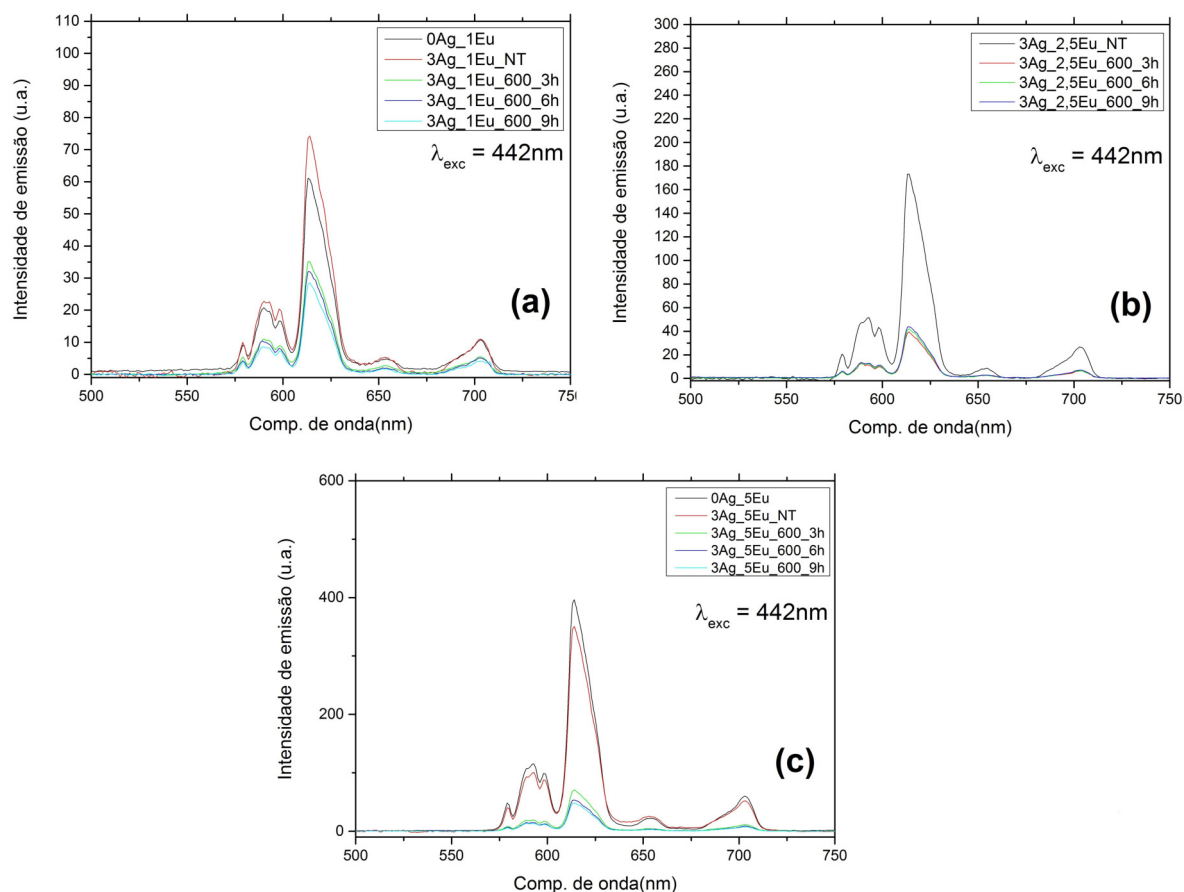 110
100
90
80
70
60
50
40
30
20
10
0
Intensidade de emissão (u.a.)
0Ag_1Eu
3Ag_1Eu_NT
3Ag_1Eu_600_3h
3Ag_1Eu_600_6h
3Ag_1Eu_600_9h
λexc = 442nm
(a)
500 550 600 650 700 750
Comp. de onda(nm)
300
280
260
240
220
200
180
160
140
120
100
80
60
40
20
0
Intensidade de emissão (u.a.)
3Ag_2,5Eu_NT
3Ag_2,5Eu_600_3h
3Ag_2,5Eu_600_6h
3Ag_2,5Eu_600_9h
λexc = 442nm
(b)
500 550 600 650 700 750
Comp. de onda(nm)
600
400
200
0
Intensidade de emissão (u.a.)
0Ag_5Eu
3Ag_5Eu_NT
3Ag_5Eu_600_3h
3Ag_5Eu_600_6h
3Ag_5Eu_600_9h
λexc = 442nm
(c)
500 550 600 650 700 750
Comp. de onda(nm)